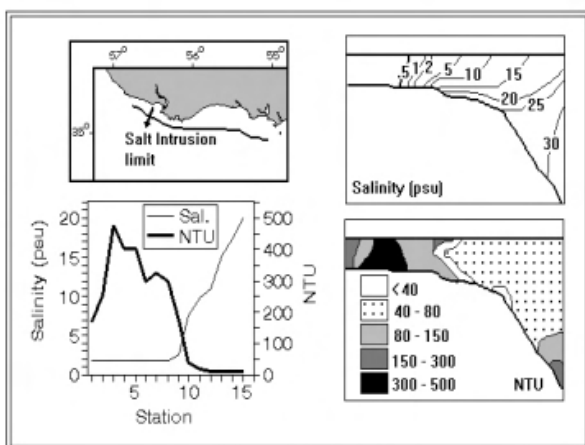 57° 56° 55°
35°
Salt Intrusion
limit
.5 1 2 5 10 15
20 25
30
Salinity (psu)
Sal.
NTU
20
15
10
5
0
Salinity (psu)
500
400
300
200
100
0
NTU
0 5 10 15
Station
<40
40 - 80
80 - 150
150 - 300
300 - 500
NTU